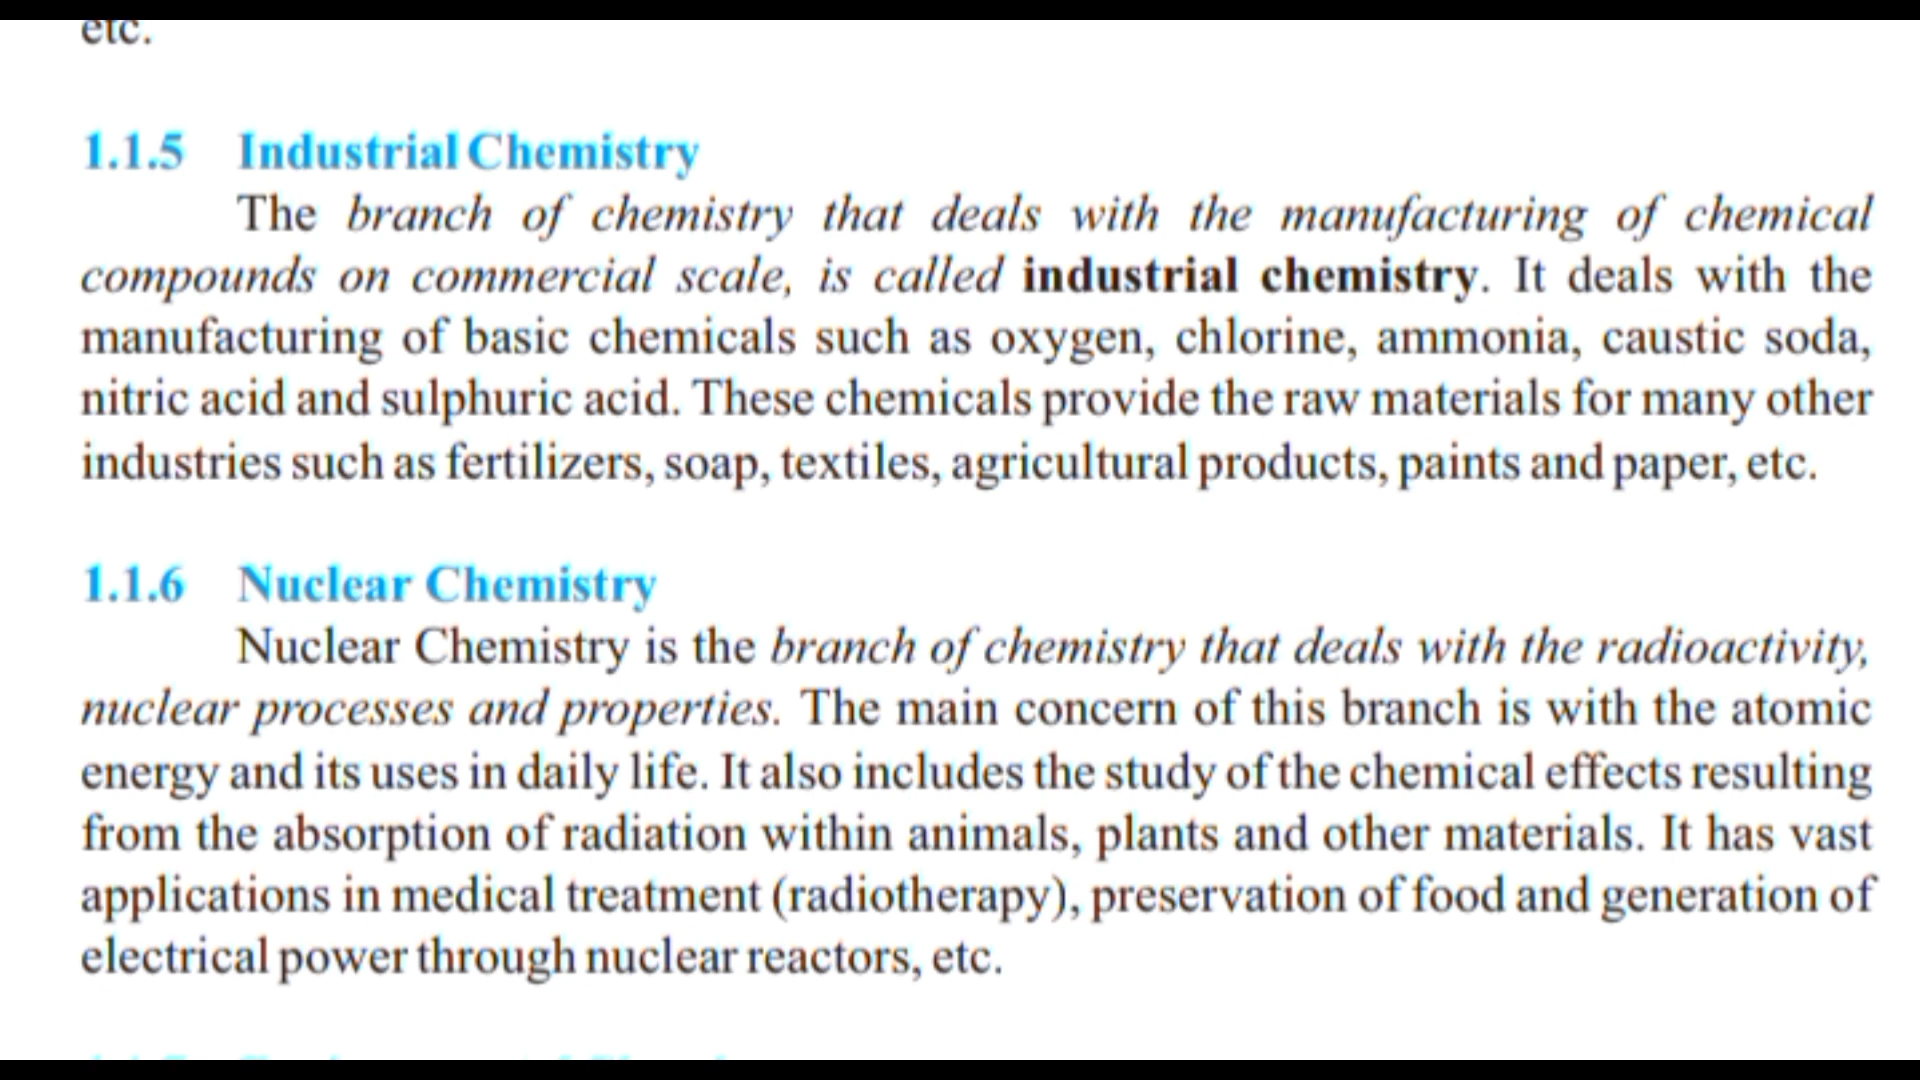 etc.
1.1.5 Industrial Chemistry
The branch of chemistry that deals with the manufacturing of chemical
compounds on commercial scale, is called industrial chemistry. It deals with the
manufacturing of basic chemicals such as oxygen, chlorine, ammonia, caustic soda,
nitric acid and sulphuric acid. These chemicals provide the raw materials for many other
industries such as fertilizers, soap, textiles, agricultural products, paints and paper, etc.
1.1.6 Nuclear Chemistry
Nuclear Chemistry is the branch of chemistry that deals with the radioactivity,
nuclear processes and properties. The main concern of this branch is with the atomic
energy and its uses in daily life. It also includes the study of the chemical effects resulting
from the absorption of radiation within animals, plants and other materials. It has vast
applications in medical treatment (radiotherapy), preservation of food and generation of
electrical power through nuclear reactors, etc.